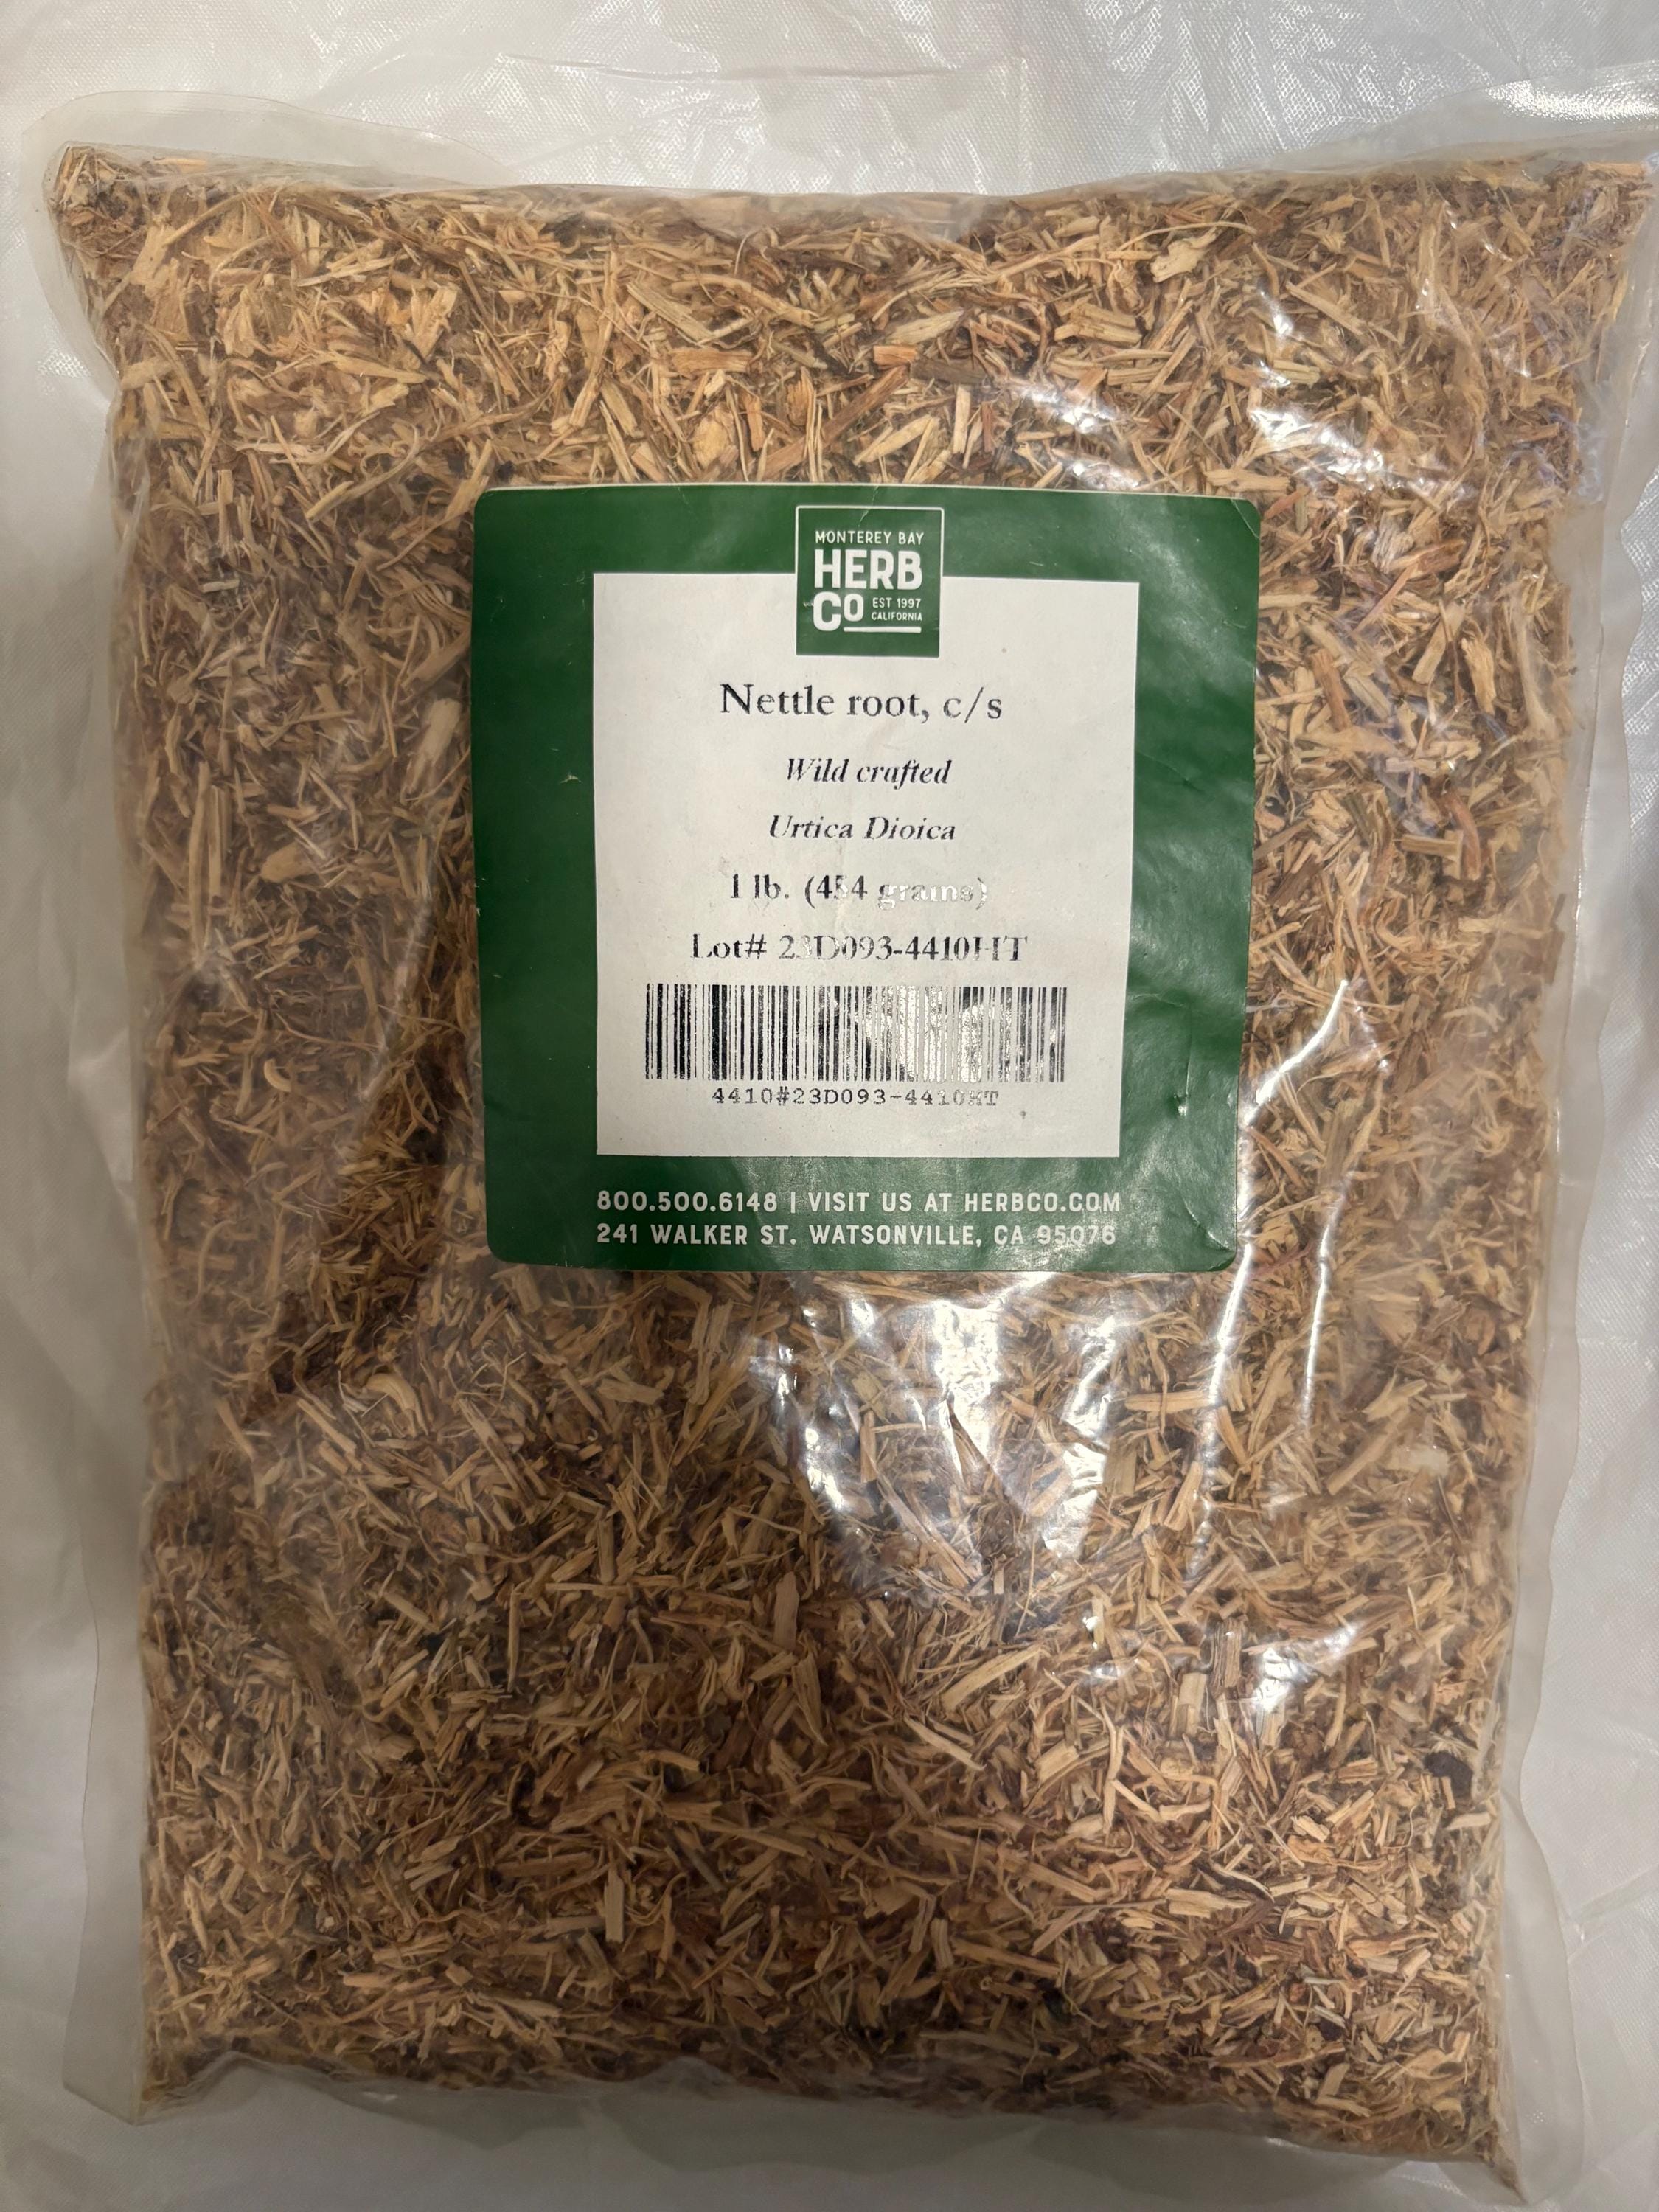 MONTEREY BAY
HERB
CO EST 1997
CALIFORNIA
Nettle root, c/s
Wild crafted
Urtica Dioica
1 lb. (454 grams)
Lot# 23D093-4410HT
4410#23D093-4410HT
800.500.6148 | VISIT US AT HERBCO.COM
241 WALKER ST. WATSONVILLE, CA 95076